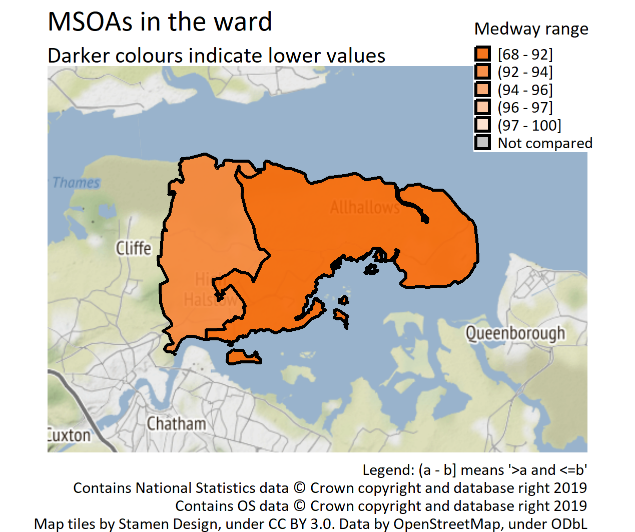 MSOAs in the ward
Darker colours indicate lower values
Medway range
[68 - 92]
(92 - 94]
(94 - 96]
(96 - 97]
(97 - 100]
Not compared
Thames
Allhallows
Cliffe
Queenborough
Chatham
Legend: (a - b] means '>a and <=b'
Contains National Statistics data © Crown copyright and database right 2019
Contains OS data © Crown copyright and database right 2019
Map tiles by Stamen Design, under CC BY 3.0. Data by OpenStreetMap, under ODbL